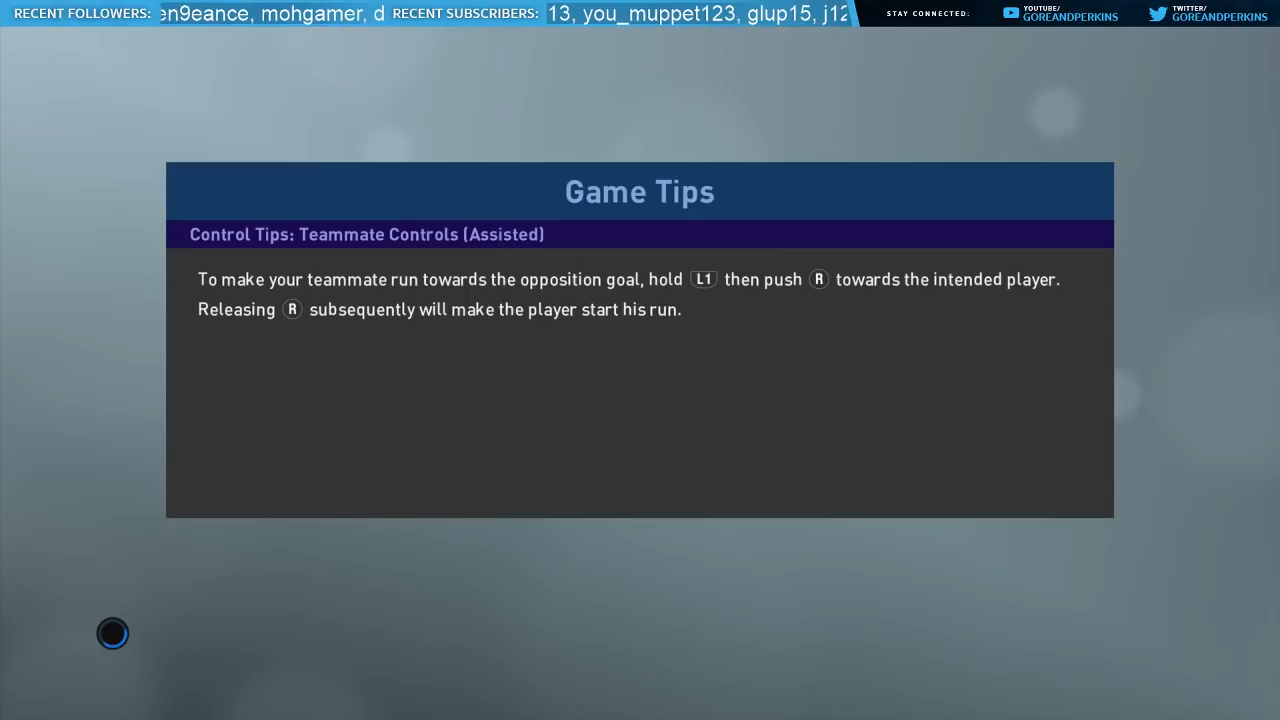 RECENT FOLLOWERS: en9eance, mohgamer, d RECENT SUBSCRIBERS: 13, you_muppet123, glup15, j12 STAY CONNECTED: YOUTUBE/ GOREANDPERKINS TWITTER/ GOREANDPERKINS
Game Tips
Control Tips: Teammate Controls (Assisted)
To make your teammate run towards the opposition goal, hold L1 then push R towards the intended player.
Releasing R subsequently will make the player start his run.